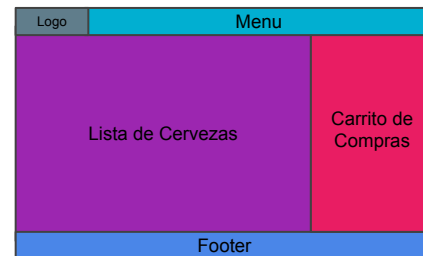 Logo
Menu
Lista de Cervezas
Carrito de
Compras
Footer